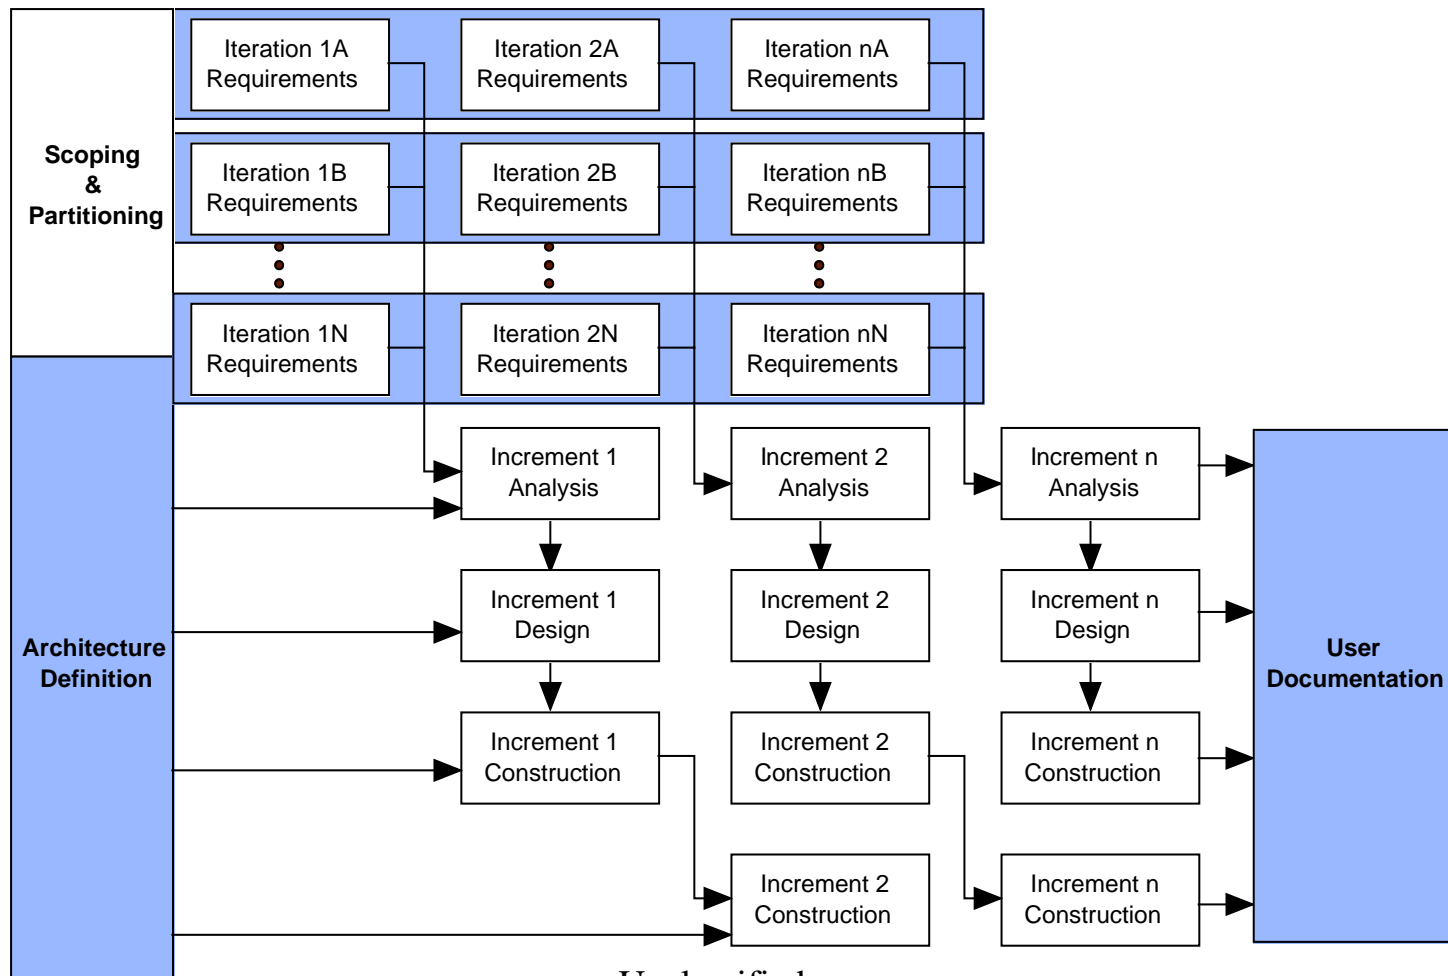 Iteration 1A
Requirements
Iteration 2A
Requirements
Iteration nA
Requirements
Scoping
&
Partitioning
Iteration 1B
Requirements
Iteration 2B
Requirements
Iteration nB
Requirements
Iteration 1N
Requirements
Iteration 2N
Requirements
Iteration nN
Requirements
Increment 1
Analysis
Increment 2
Analysis
Increment n
Analysis
Architecture
Definition
Increment 1
Design
Increment 2
Design
Increment n
Design
User
Documentation
Increment 1
Construction
Increment 2
Construction
Increment n
Construction
Increment 2
Construction
Increment n
Construction